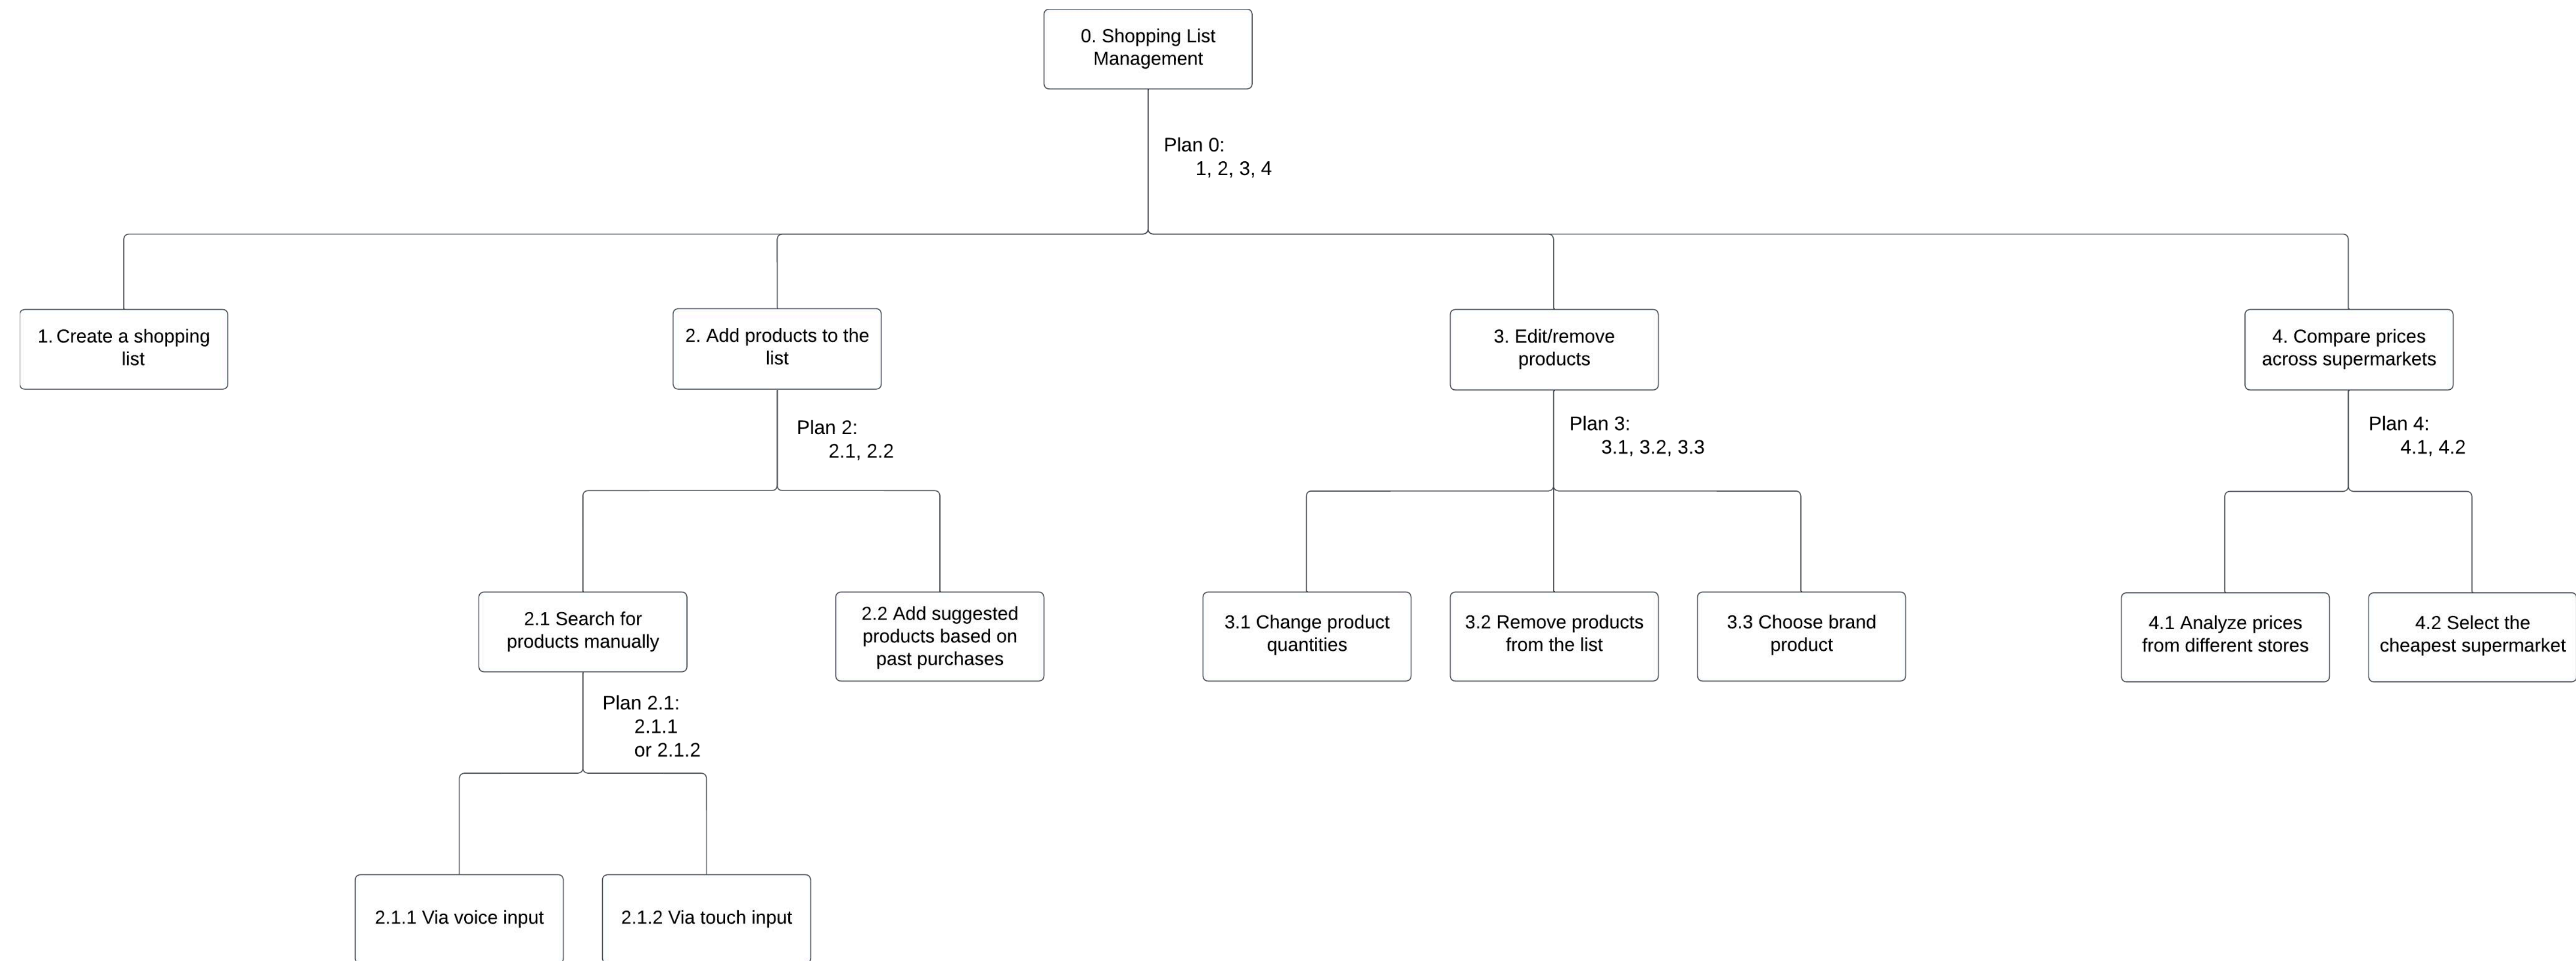 0. Shopping List
Management
Plan 0:
1, 2, 3, 4
1. Create a shopping
list
2. Add products to the
list
3. Edit/remove
products
4. Compare prices
across supermarkets
Plan 2:
2.1, 2.2
Plan 3:
3.1, 3.2, 3.3
Plan 4:
4.1, 4.2
2.1 Search for
products manually
2.2 Add suggested
products based on
past purchases
3.1 Change product
quantities
3.2 Remove products
from the list
3.3 Choose brand
product
4.1 Analyze prices
from different stores
4.2 Select the
cheapest supermarket
Plan 2.1:
2.1.1
or 2.1.2
2.1.1 Via voice input
2.1.2 Via touch input